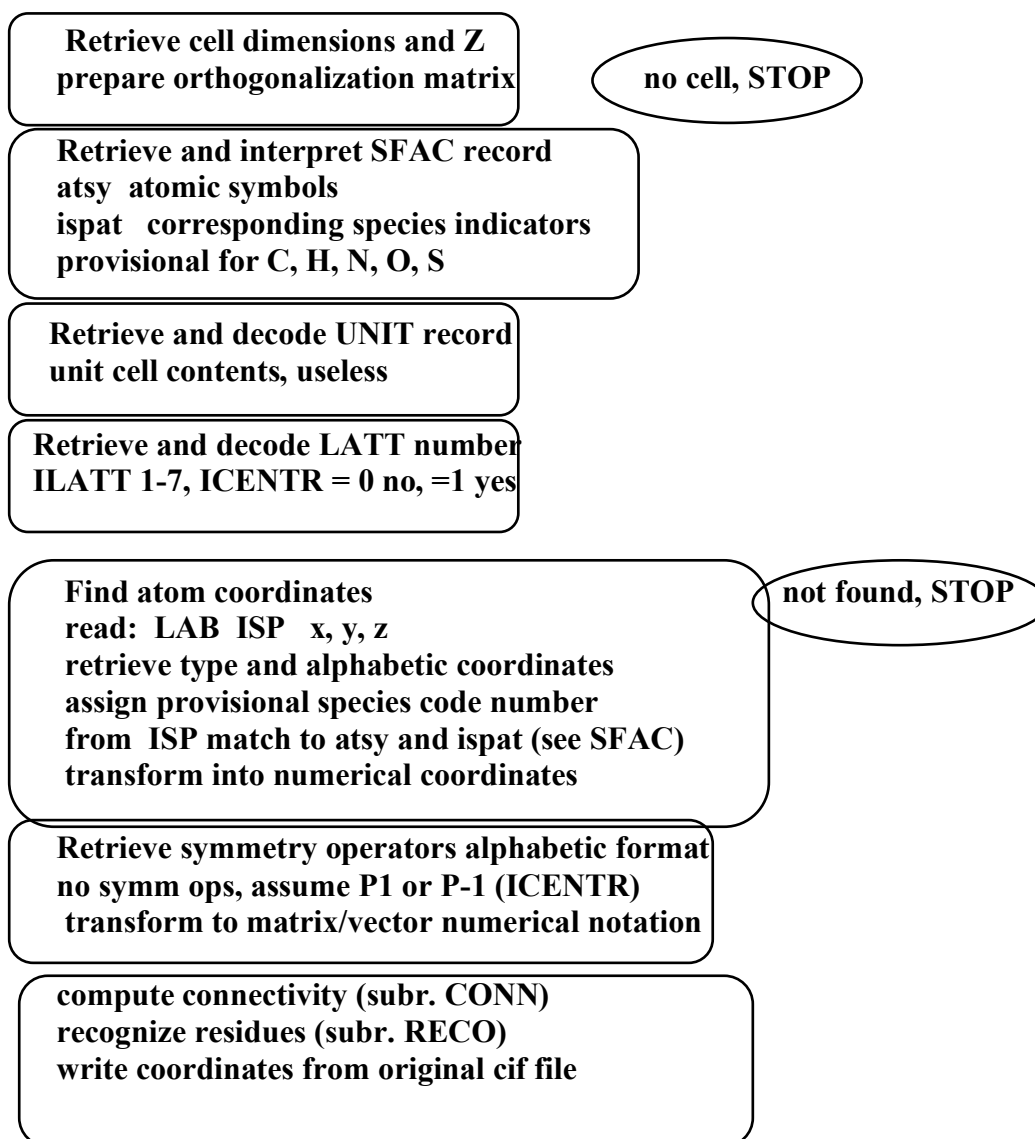 Retrieve cell dimensions and Z
prepare orthogonalization matrix
no cell, STOP
Retrieve and interpret SFAC record
atsy atomic symbols
ispat corresponding species indicators
provisional for C, H, N, O, S
Retrieve and decode UNIT record
unit cell contents, useless
Retrieve and decode LATT number
ILATT 1-7, ICENTR = 0 no, =1 yes
Find atom coordinates
read: LAB ISP x, y, z
retrieve type and alphabetic coordinates
assign provisional species code number
from ISP match to atsy and ispat (see SFAC)
transform into numerical coordinates
not found, STOP
Retrieve symmetry operators alphabetic format
no symm ops, assume P1 or P-1 (ICENTR)
transform to matrix/vector numerical notation
compute connectivity (subr. CONN)
recognize residues (subr. RECO)
write coordinates from original cif file